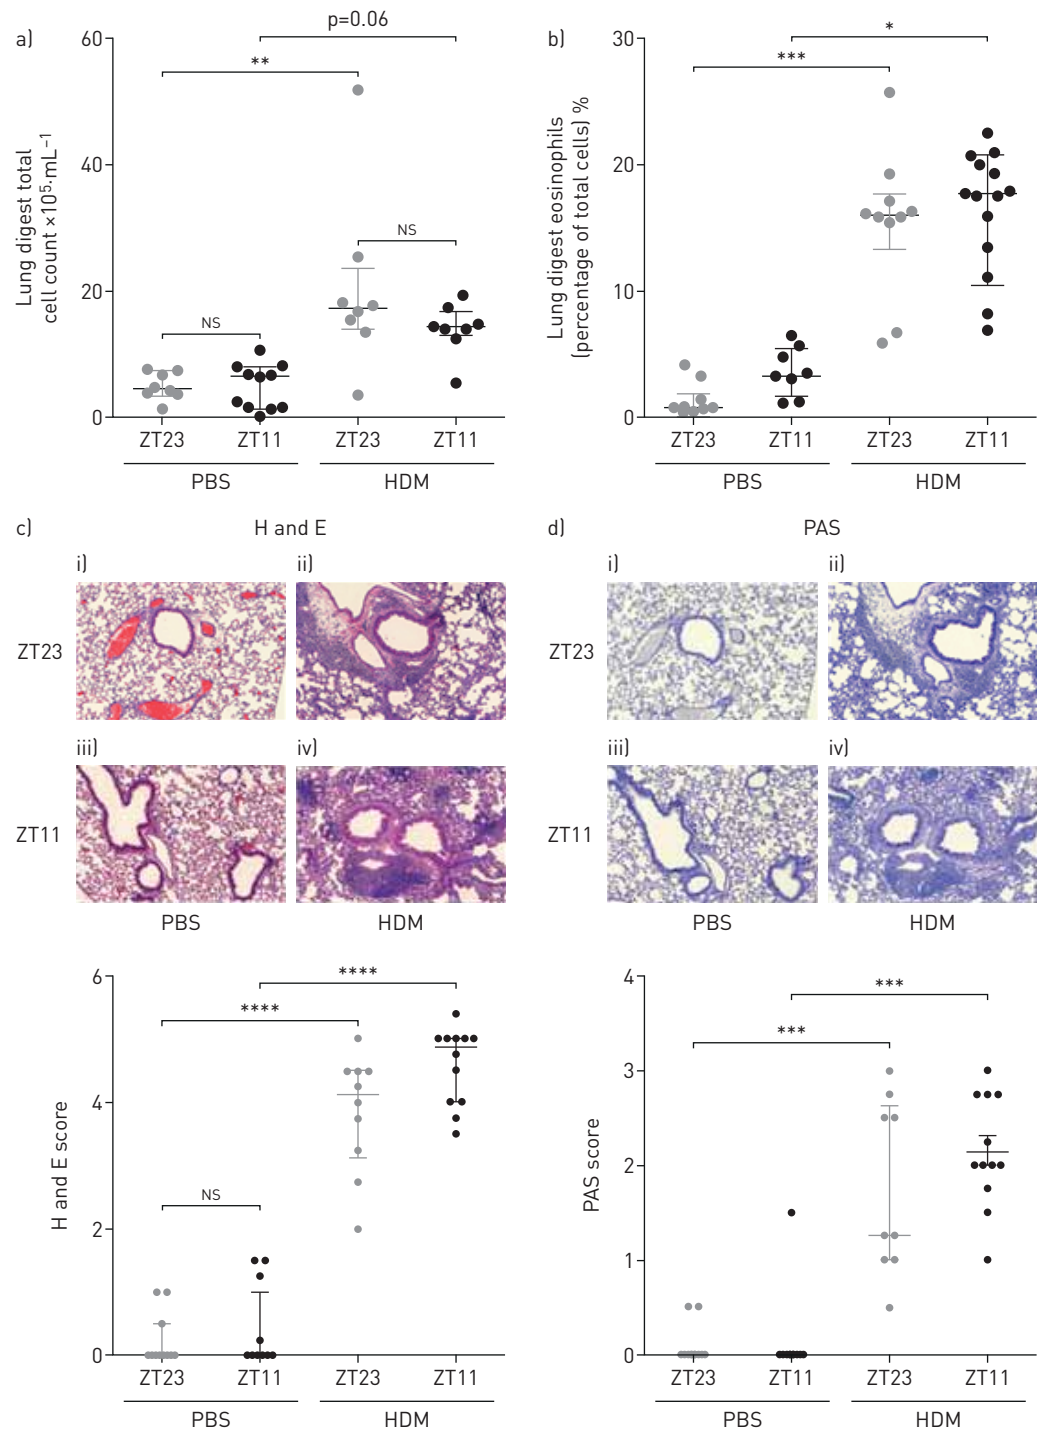 a)
p=0.06
**
NS
NS
Lung digest total
cell count ×10⁵·mL⁻¹
60
40
20
0
ZT23 ZT11 ZT23 ZT11
PBS HDM
b)
*
***
Lung digest eosinophils
(percentage of total cells) %
30
20
10
0
ZT23 ZT11 ZT23 ZT11
PBS HDM
c) H and E
i) ii)
ZT23
iii) iv)
ZT11
PBS HDM
d) PAS
i) ii)
ZT23
iii) iv)
ZT11
PBS HDM
****
****
NS
H and E score
6
4
2
0
ZT23 ZT11 ZT23 ZT11
PBS HDM
***
***
PAS score
4
3
2
1
0
ZT23 ZT11 ZT23 ZT11
PBS HDM